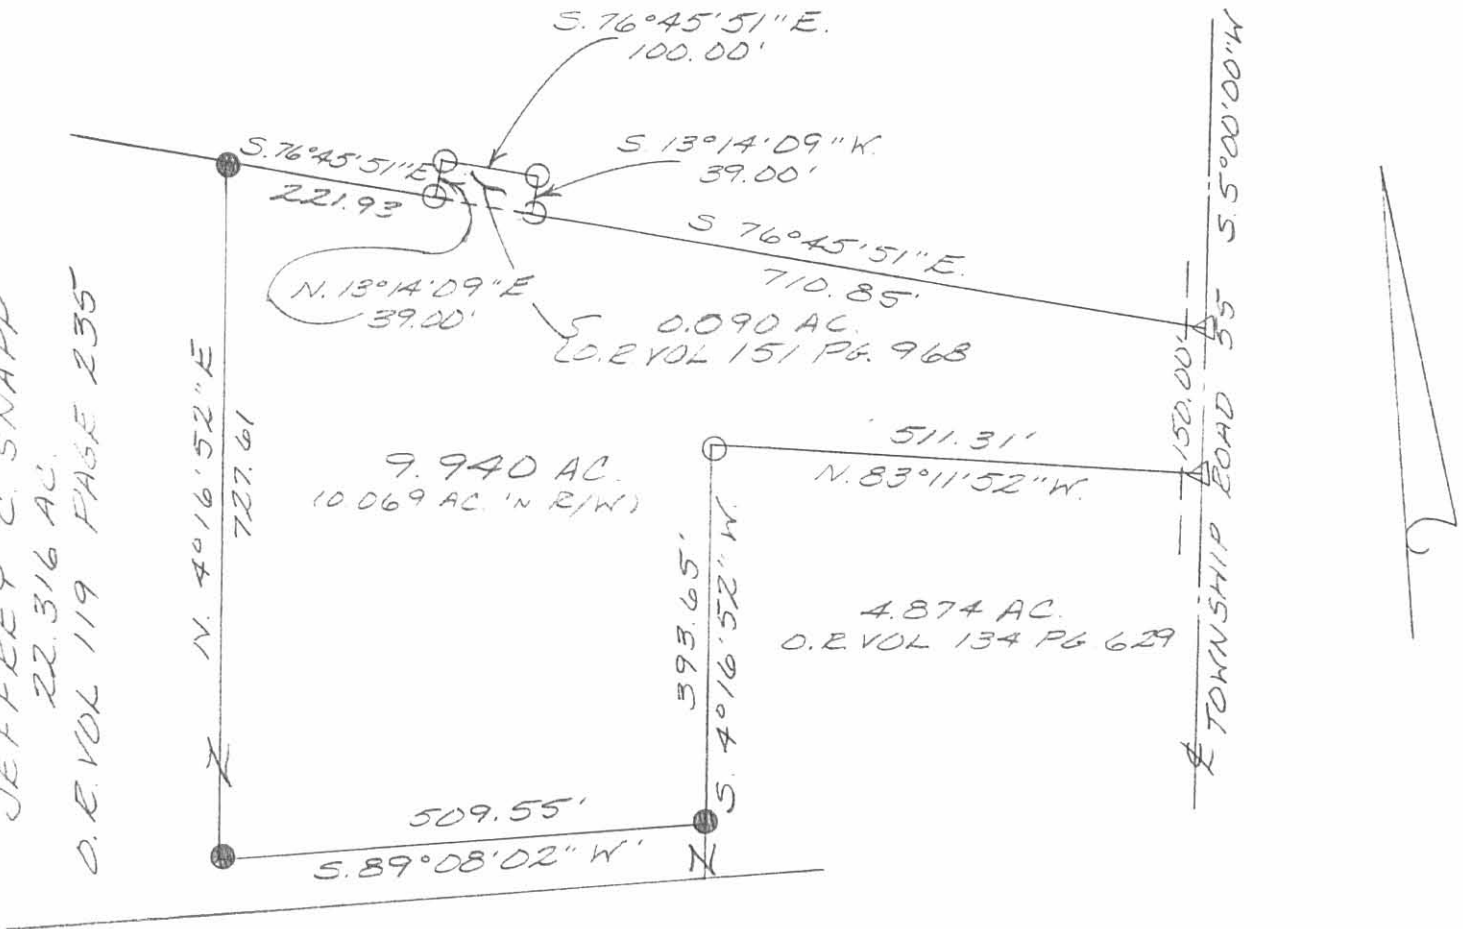 S. 76°45'51"E.
100.00'
S. 76°45'51"E
221.93
S. 13°14'09"W.
39.00'
S 76°45'51"E.
710.85'
N. 13°14'09"E
39.00'
0.090 AC.
O.R VOL 151 PG. 968
JEFFREY C. SNAPP
22.316 AC.
O.R. VOL 119 PAGE 235
N. 4°16'52"E
727.61
9.940 AC.
(0.069 AC. IN R/W)
511.31'
N. 83°11'52"W.
150.00'
393.65'
S. 4°16'52"W.
4.874 AC.
O.R. VOL 134 PG 629
509.55'
S. 89°08'02"W'
℄ TOWNSHIP ROAD 35 S. 5°00'00"W